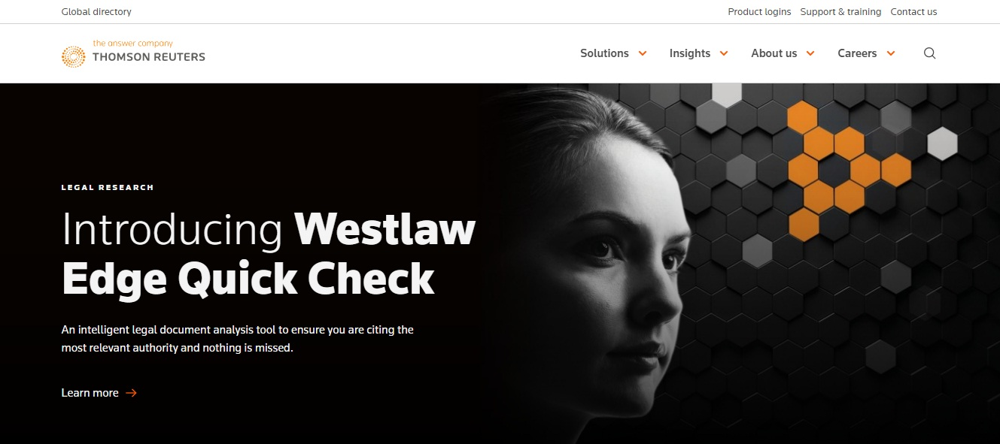 Global directory
Product logins Support & training Contact us
the answer company
THOMSON REUTERS
Solutions Insights About us Careers
LEGAL RESEARCH
Introducing Westlaw
Edge Quick Check
An intelligent legal document analysis tool to ensure you are citing the
most relevant authority and nothing is missed.
Learn more